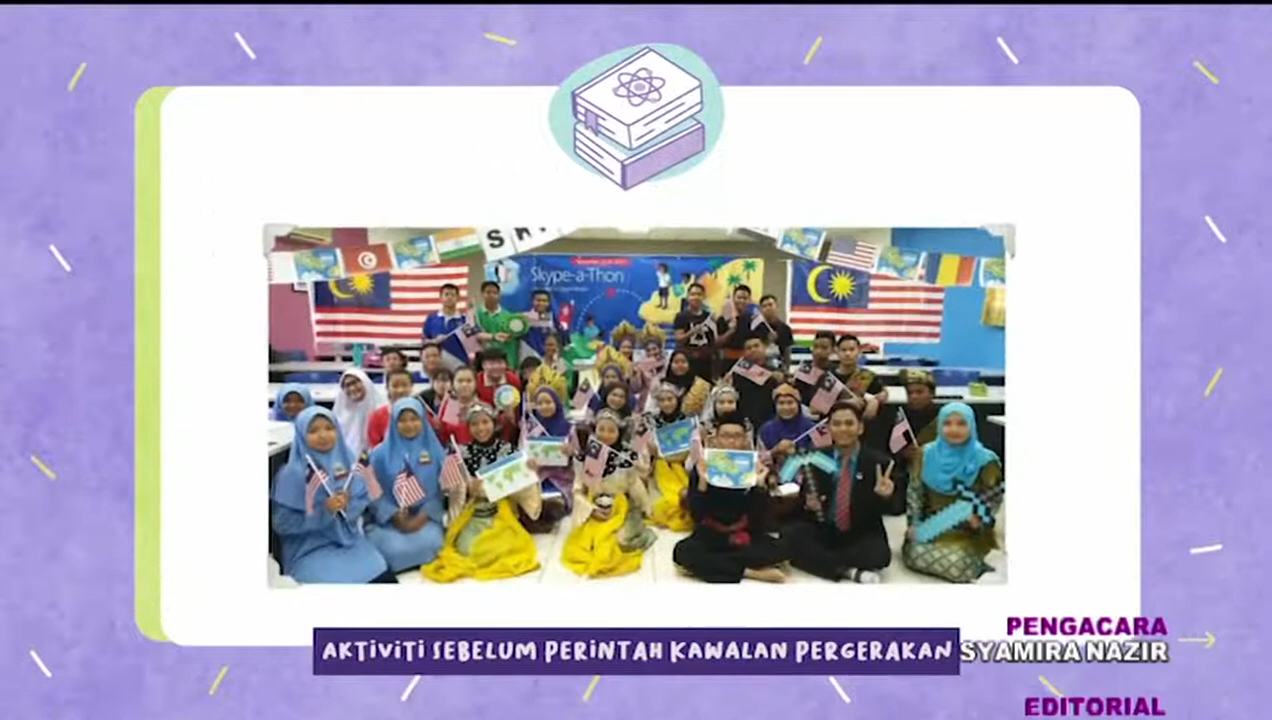 Skype-a-Thon
AKTIVITI SEBELUM PERINTAH KAWALAN PERGERAKAN
PENGACARA
SYAMIRA NAZIR
EDITORIAL